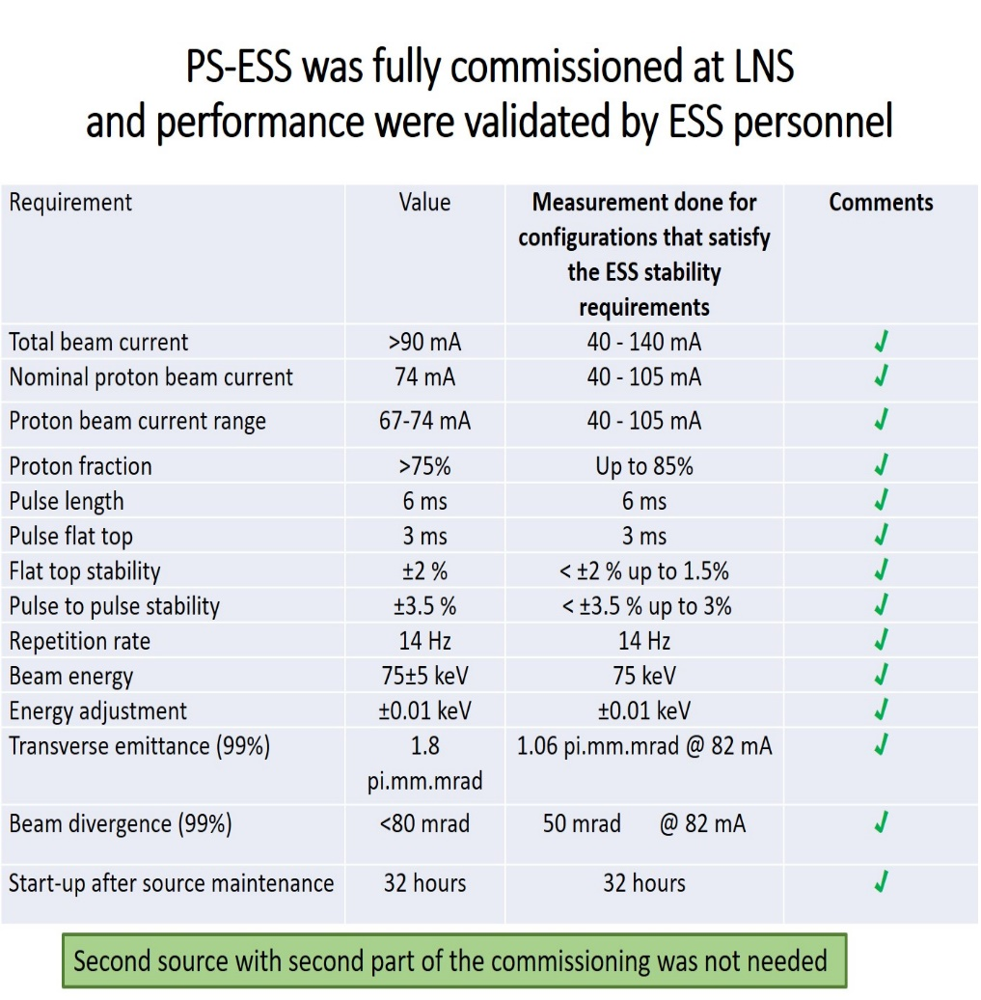 PS-ESS was fully commissioned at LNS
and performance were validated by ESS personnel
Requirement Value Measurement done for configurations that satisfy the ESS stability requirements Comments
Total beam current >90 mA 40 - 140 mA √
Nominal proton beam current 74 mA 40 - 105 mA √
Proton beam current range 67-74 mA 40 - 105 mA √
Proton fraction >75% Up to 85% √
Pulse length 6 ms 6 ms √
Pulse flat top 3 ms 3 ms √
Flat top stability ±2 % < ±2 % up to 1.5% √
Pulse to pulse stability ±3.5 % < ±3.5 % up to 3% √
Repetition rate 14 Hz 14 Hz √
Beam energy 75±5 keV 75 keV √
Energy adjustment ±0.01 keV ±0.01 keV √
Transverse emittance (99%) 1.8 pi.mm.mrad 1.06 pi.mm.mrad @ 82 mA √
Beam divergence (99%) <80 mrad 50 mrad @ 82 mA √
Start-up after source maintenance 32 hours 32 hours √
Second source with second part of the commissioning was not needed